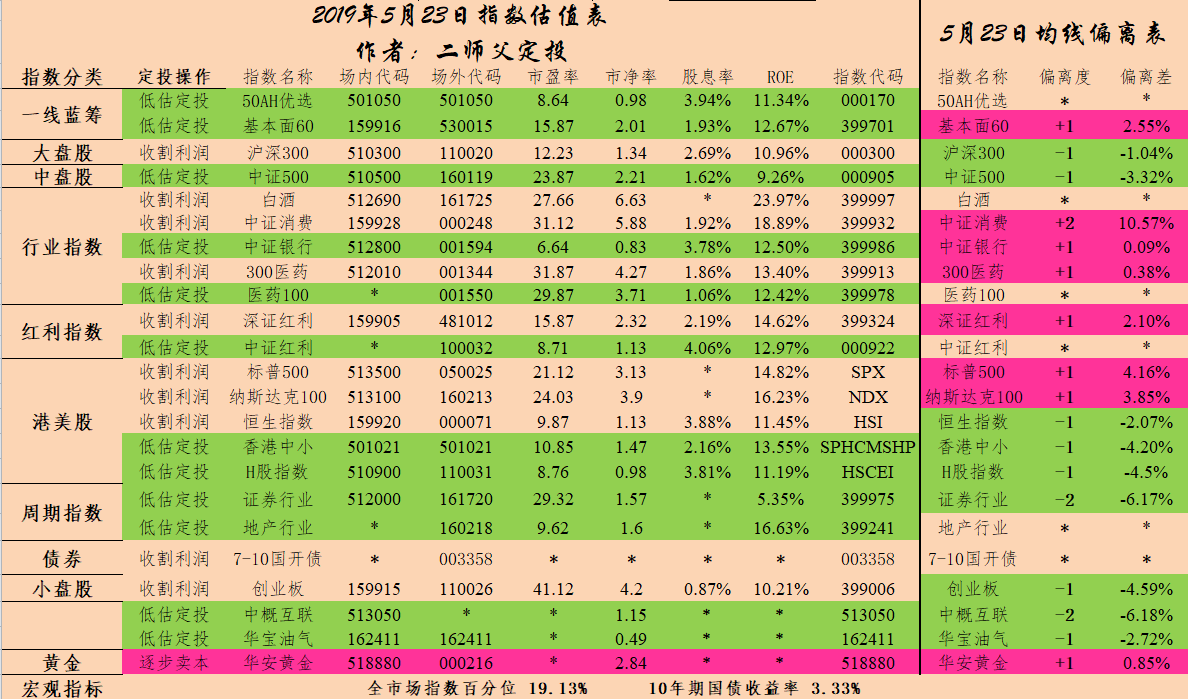 2019年5月23日指数估值表
作者：二师父定投
5月23日均线偏离表
指数分类 定投操作 指数名称 场内代码 场外代码 市盈率 市净率 股息率 ROE 指数代码 指数名称 偏离度 偏离差
一线蓝筹 低估定投 50AH优选 501050 501050 8.64 0.98 3.94% 11.34% 000170 50AH优选 * *
低估定投 基本面60 159916 530015 15.87 2.01 1.93% 12.67% 399701 基本面60 +1 2.55%
大盘股 收割利润 沪深300 510300 110020 12.23 1.34 2.69% 10.96% 000300 沪深300 -1 -1.04%
中盘股 低估定投 中证500 510500 160119 23.87 2.21 1.62% 9.26% 000905 中证500 -1 -3.32%
行业指数 收割利润 白酒 512690 161725 27.66 6.63 * 23.97% 399997 白酒 * *
收割利润 中证消费 159928 000248 31.12 5.88 1.92% 18.89% 399932 中证消费 +2 10.57%
低估定投 中证银行 512800 001594 6.64 0.83 3.78% 12.50% 399986 中证银行 +1 0.09%
收割利润 300医药 512010 001344 31.87 4.27 1.86% 13.40% 399913 300医药 +1 0.38%
低估定投 医药100 * 001550 29.87 3.71 1.06% 12.42% 399978 医药100 * *
红利指数 收割利润 深证红利 159905 481012 15.87 2.32 2.19% 14.62% 399324 深证红利 +1 2.10%
低估定投 中证红利 * 100032 8.71 1.13 4.06% 12.97% 000922 中证红利 * *
港美股 收割利润 标普500 513500 050025 21.12 3.13 * 14.82% SPX 标普500 +1 4.16%
收割利润 纳斯达克100 513100 160213 24.03 3.9 * 16.23% NDX 纳斯达克100 +1 3.85%
收割利润 恒生指数 159920 000071 9.87 1.13 3.88% 11.45% HSI 恒生指数 -1 -2.07%
低估定投 香港中小 501021 501021 10.85 1.47 2.16% 13.55% SPHCMSHP 香港中小 -1 -4.20%
低估定投 H股指数 510900 110031 8.76 0.98 3.81% 11.19% HSCEI H股指数 -1 -4.5%
周期指数 低估定投 证券行业 512000 161720 29.32 1.57 * 5.35% 399975 证券行业 -2 -6.17%
低估定投 地产行业 * 160218 9.62 1.6 * 16.63% 399241 地产行业 * *
债券 收割利润 7-10国开债 * 003358 * * * * 003358 7-10国开债 * *
小盘股 收割利润 创业板 159915 110026 41.12 4.2 0.87% 10.21% 399006 创业板 -1 -4.59%
低估定投 中概互联 513050 * * 1.15 * * 513050 中概互联 -2 -6.18%
低估定投 华宝油气 162411 162411 * 0.49 * * 162411 华宝油气 -1 -2.72%
黄金 逐步卖本 华安黄金 518880 000216 * 2.84 * * 518880 华安黄金 +1 0.85%
宏观指标 全市场指数百分位 19.13% 10年期国债收益率 3.33%